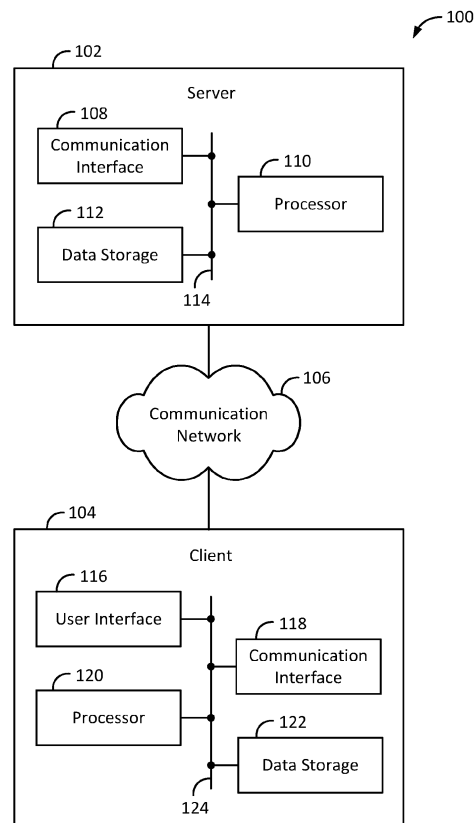 100
102
Server
108
Communication
Interface
110
Processor
112
Data Storage
114
106
Communication
Network
104
Client
116
User Interface
118
Communication
Interface
120
Processor
122
Data Storage
124